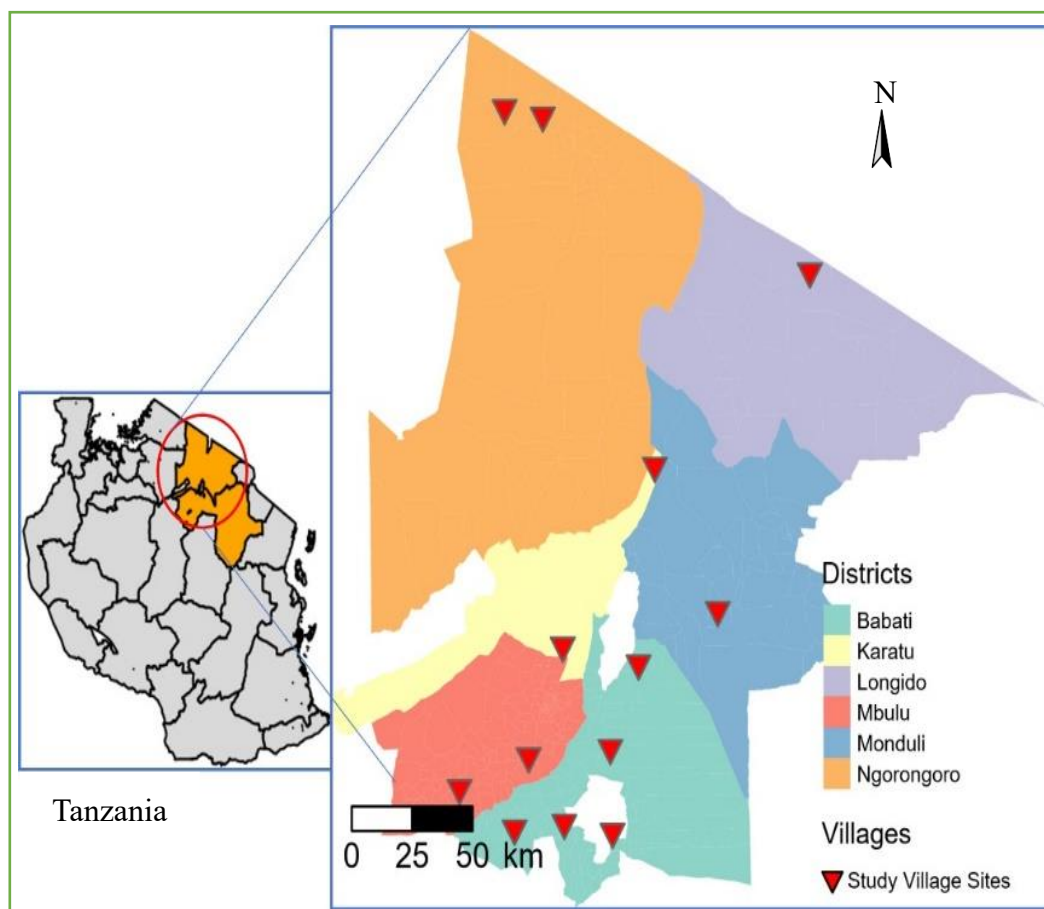 N
Districts
Babati
Karatu
Longido
Mbulu
Monduli
Ngorongoro
Villages
Study Village Sites
0 25 50 km
Tanzania